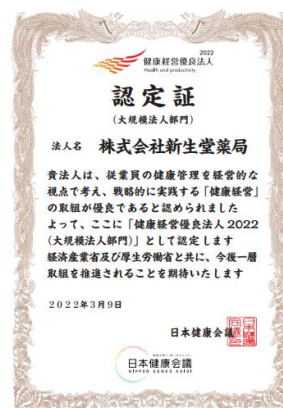 2022
健康経営優良法人
Health and productivity
認定証
(大規模法人部門)
法人名 株式会社新生堂薬局
貴法人は、従業員の健康管理を経営的な
視点で考え、戦略的に実践する「健康経営」
の取組が優良であると認められました
よって、ここに「健康経営優良法人2022
(大規模法人部門)」として認定します
経済産業省及び厚生労働省と共に、今後一層
取組を推進されることを期待いたします
2022年3月9日
日本健康会議
日本健康会議
NIPPON KENKO KAIGI